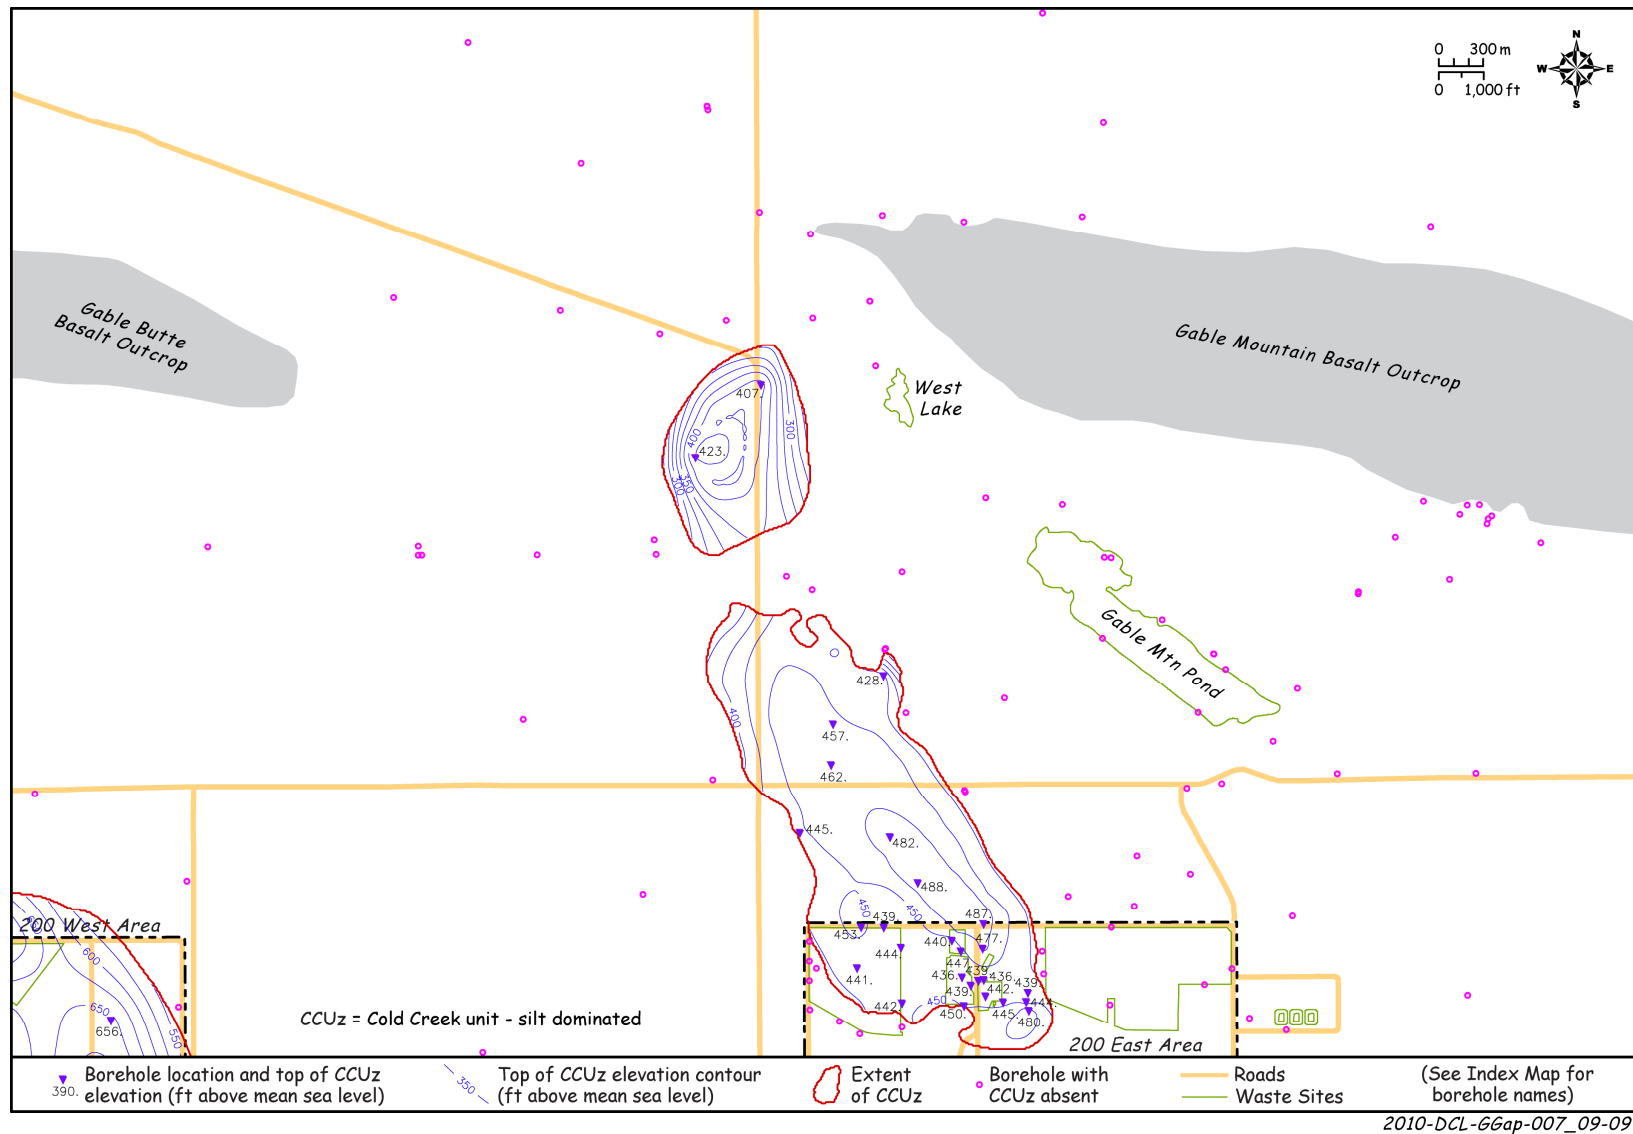 N
W E
S
0 300 m
0 1,000 ft
Gable Butte
Basalt Outcrop
Gable Mountain Basalt Outcrop
West
Lake
407.
400
423.
300
350
300
Gable Mtn Pond
428.
400
457.
462.
445.
482.
488.
450
450
439.
487.
453.
440.
477.
444.
447.
441.
436.
439.
436.
439.
442.
439.
442.
450
450.
445.
444.
480.
200 West Area
650
600
650
550
656.
CCUz = Cold Creek unit - silt dominated
200 East Area
390.
Borehole location and top of CCUz
elevation (ft above mean sea level)
350
Top of CCUz elevation contour
(ft above mean sea level)
Extent
of CCUz
Borehole with
CCUz absent
Roads
Waste Sites
(See Index Map for
borehole names)
2010-DCL-GGap-007_09-09